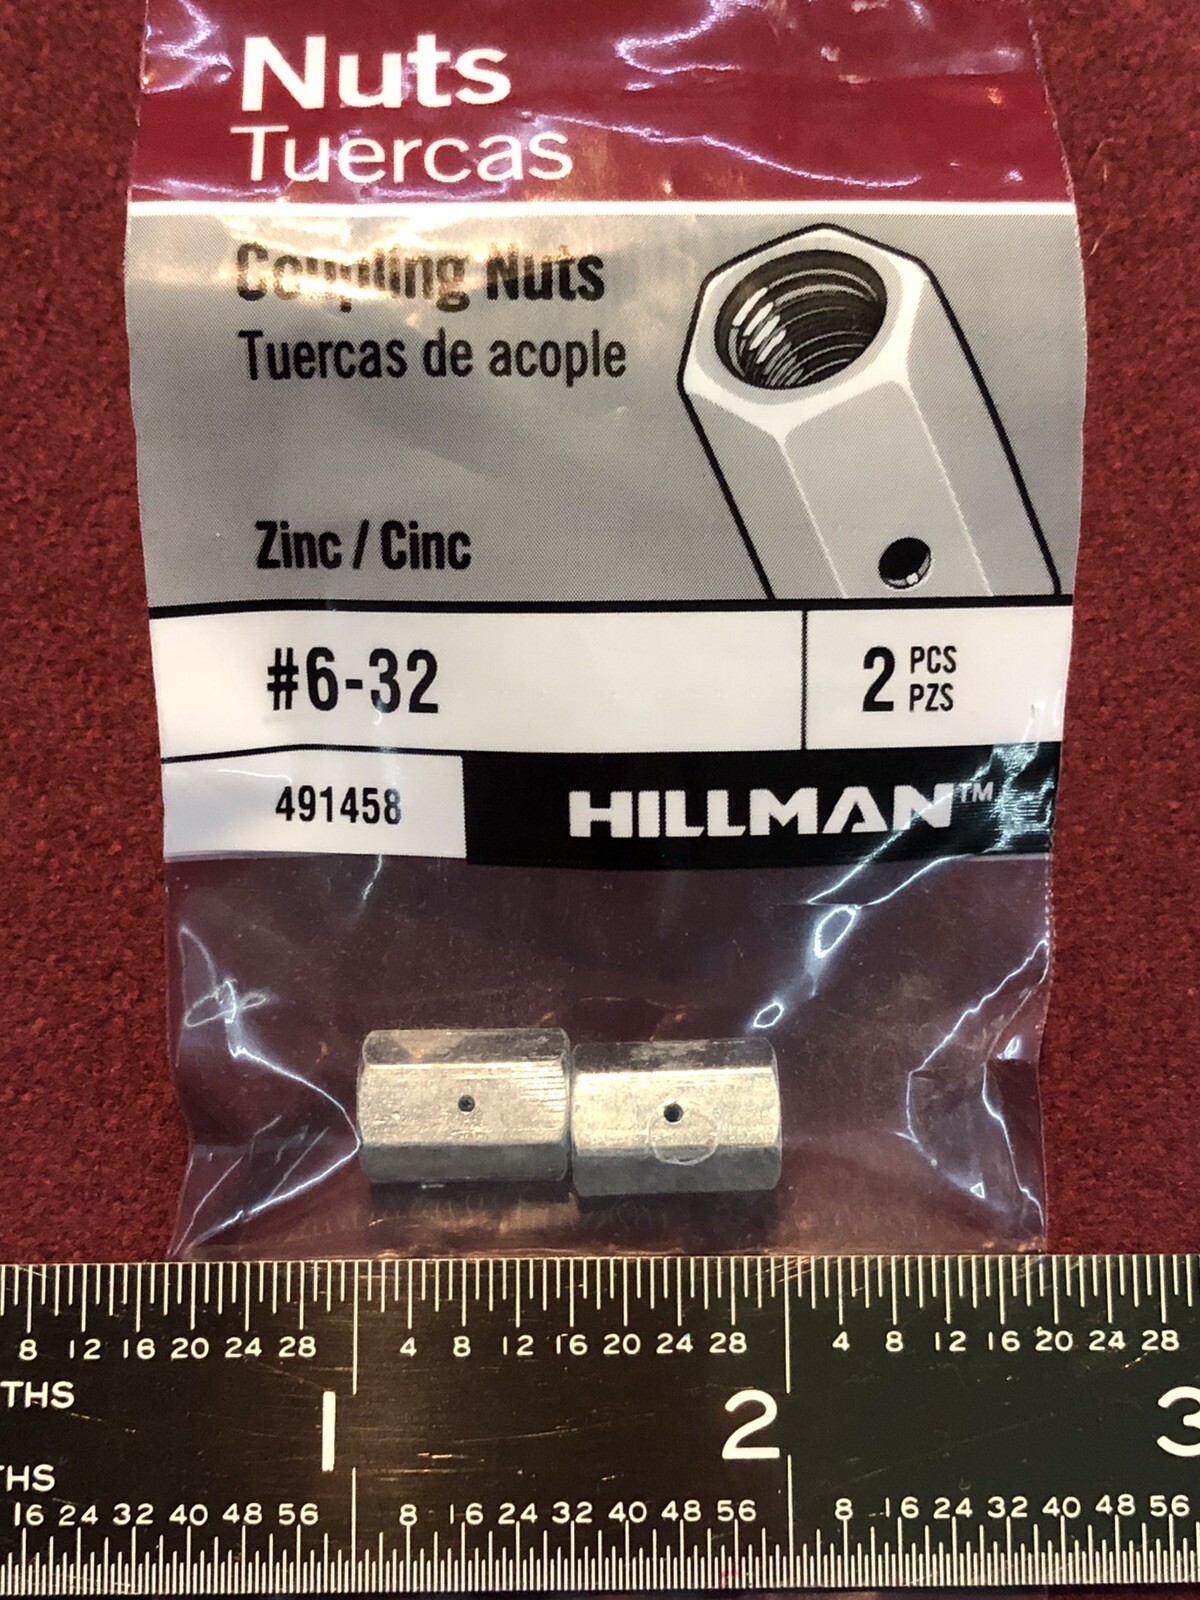 Nuts
Tuercas
Coupling Nuts
Tuercas de acople
Zinc / Cinc
#6-32
2 PCS
PZS
491458
HILLMAN™
8 12 16 20 24 28 4 8 12 16 20 24 28 4 8 12 16 20 24 28
THS
1 2 3
HS
16 24 32 40 48 56 8 16 24 32 40 48 56 8 16 24 32 40 48 56